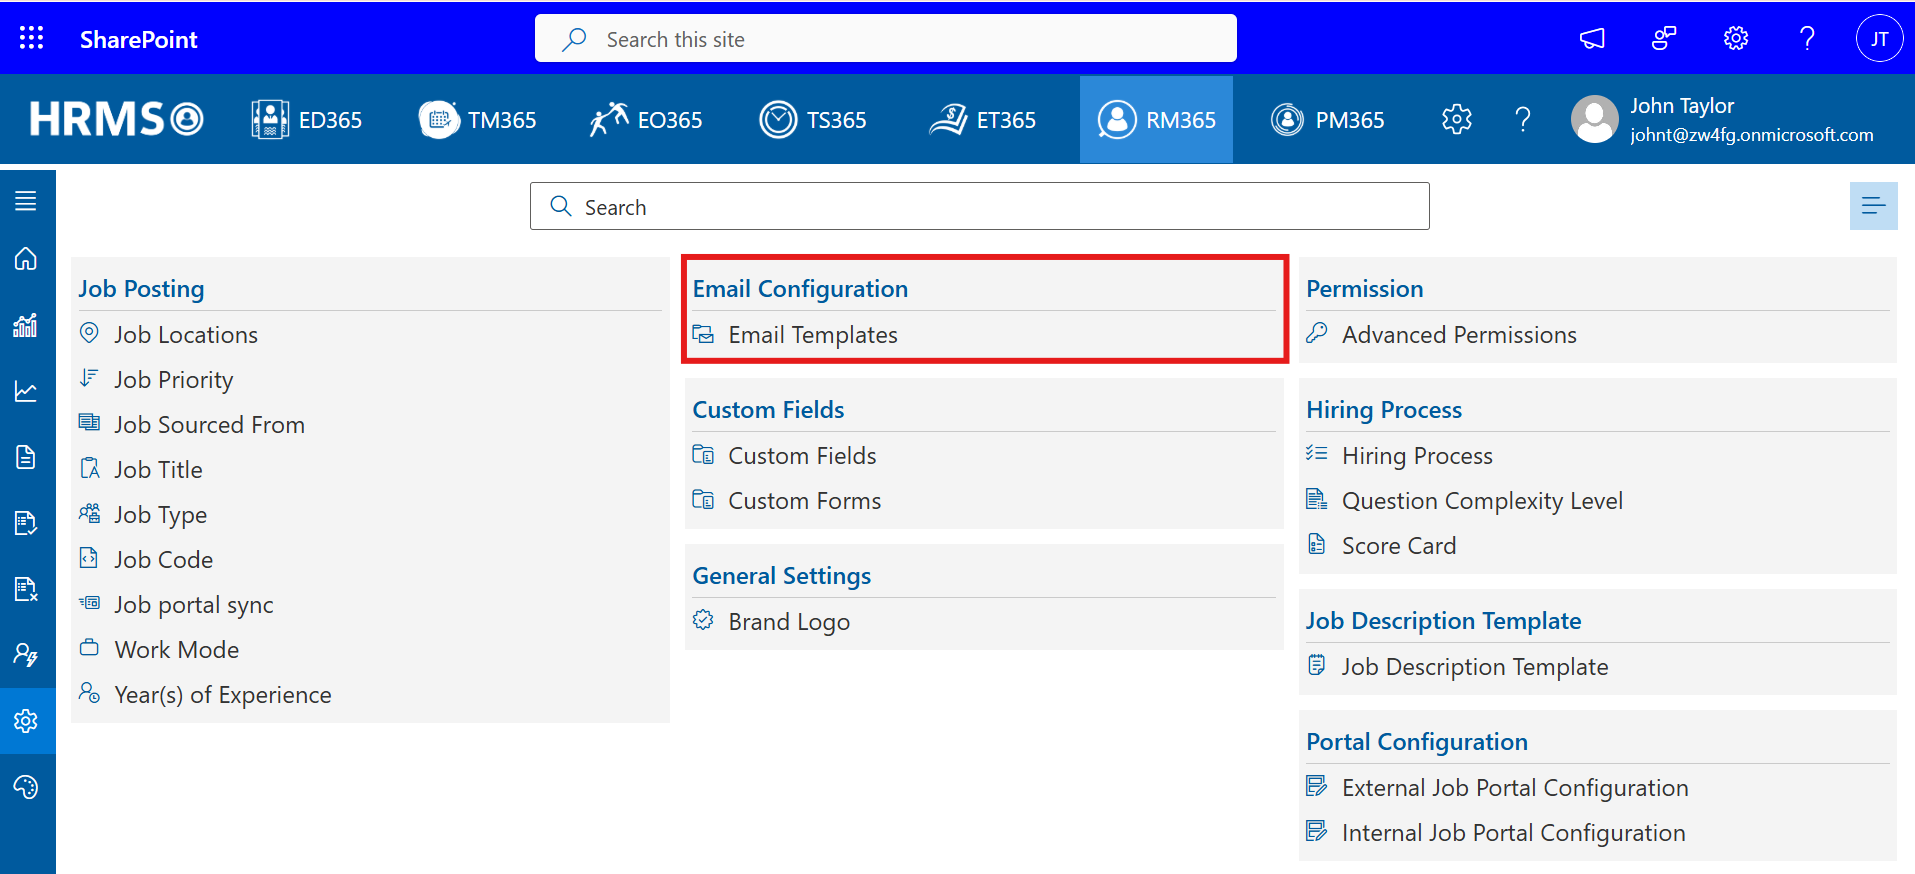 SharePoint
Search this site
JT
HRMS
ED365
TM365
EO365
TS365
ET365
RM365
PM365
John Taylor
johnt@zw4fg.onmicrosoft.com
Search
Job Posting
Job Locations
Job Priority
Job Sourced From
Job Title
Job Type
Job Code
Job portal sync
Work Mode
Year(s) of Experience
Email Configuration
Email Templates
Custom Fields
Custom Fields
Custom Forms
General Settings
Brand Logo
Permission
Advanced Permissions
Hiring Process
Hiring Process
Question Complexity Level
Score Card
Job Description Template
Job Description Template
Portal Configuration
External Job Portal Configuration
Internal Job Portal Configuration